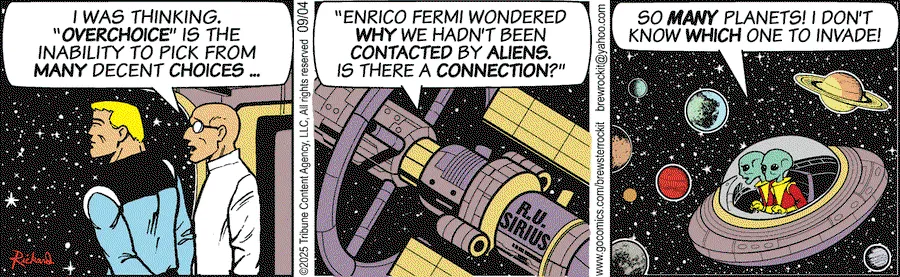 I WAS THINKING.
"OVERCHOICE" IS THE
INABILITY TO PICK FROM
MANY DECENT CHOICES ...
Richard
©2025 Tribune Content Agency, LLC, All rights reserved 09/04
"ENRICO FERMI WONDERED
WHY WE HADN'T BEEN
CONTACTED BY ALIENS.
IS THERE A CONNECTION?"
R.U.
SIRIUS
www.gocomics.com/brewsterrockit brewrockit@yahoo.com
SO MANY PLANETS! I DON'T
KNOW WHICH ONE TO INVADE!